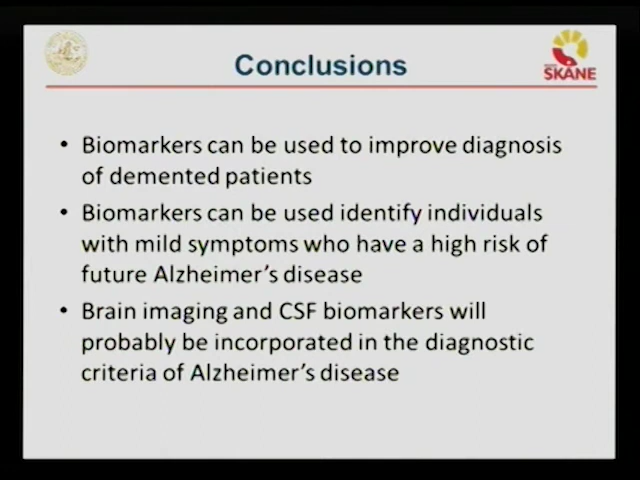 Conclusions
SKANE
• Biomarkers can be used to improve diagnosis
of demented patients
• Biomarkers can be used identify individuals
with mild symptoms who have a high risk of
future Alzheimer's disease
• Brain imaging and CSF biomarkers will
probably be incorporated in the diagnostic
criteria of Alzheimer's disease